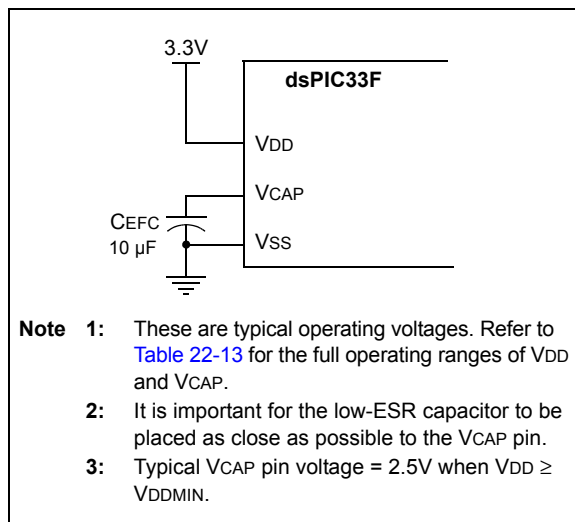 3.3V
dsPIC33F
VDD
VCAP
CEFC
10 µF
VSS
Note 1: These are typical operating voltages. Refer to
Table 22-13 for the full operating ranges of VDD
and VCAP.
2: It is important for the low-ESR capacitor to be
placed as close as possible to the VCAP pin.
3: Typical VCAP pin voltage = 2.5V when VDD ≥
VDDMIN.